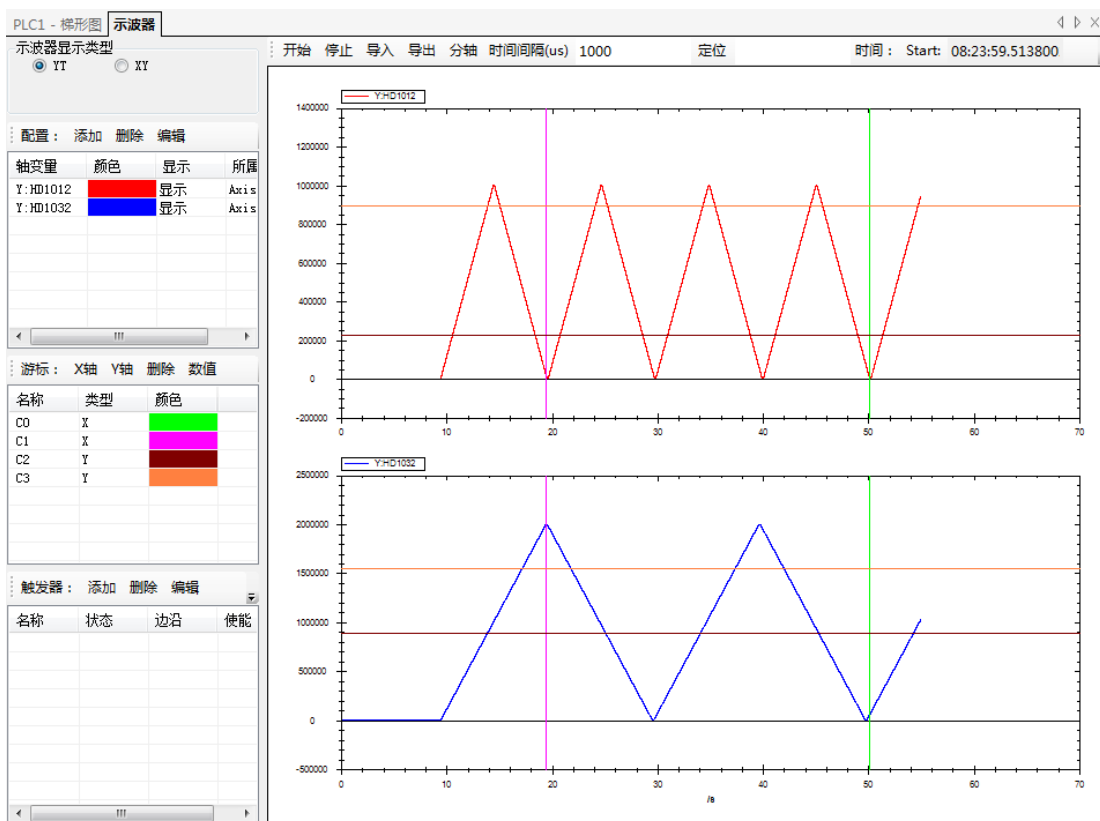 PLC1 - 梯形图 示波器
示波器显示类型
YT XY
配置： 添加 删除 编辑
轴变量 颜色 显示 所属
Y:HD1012 显示 Axis
Y:HD1032 显示 Axis
游标： X轴 Y轴 删除 数值
名称 类型 颜色
C0 X
C1 X
C2 Y
C3 Y
触发器： 添加 删除 编辑
名称 状态 边沿 使能
开始 停止 导入 导出 分轴 时间间隔(us) 1000 定位 时间： Start: 08:23:59.513800
Y:HD1012
1400000
1200000
1000000
800000
600000
400000
200000
0
-200000
0 10 20 30 40 50 60 70
Y:HD1032
2500000
2000000
1500000
1000000
500000
0
-500000
0 10 20 30 40 50 60 70
/s